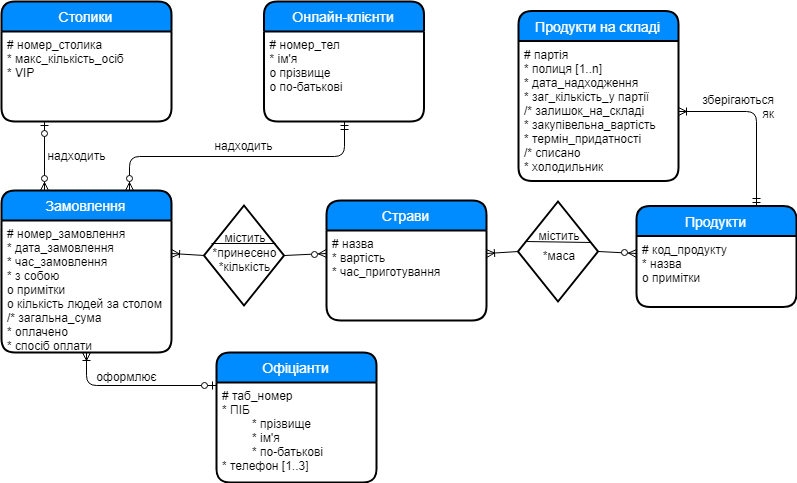 Столики
# номер_столика
* макс_кількість_осіб
* VIP
Онлайн-клієнти
# номер_тел
* ім'я
о прізвище
о по-батькові
Продукти на складі
# партія
* полиця [1..n]
* дата_надходження
* заг_кількість_у партії
/* залишок_на_складі
* закупівельна_вартість
* термін_придатності
/* списано
* холодильник
зберігаються
як
надходить
надходить
Замовлення
# номер_замовлення
* дата_замовлення
* час_замовлення
* з собою
о примітки
о кількість людей за столом
/* загальна_сума
* оплачено
* спосіб оплати
містить
*принесено
*кількість
Страви
# назва
* вартість
* час_приготування
містить
*маса
Продукти
# код_продукту
* назва
о примітки
оформлює
Офіціанти
# таб_номер
* ПІБ
* прізвище
* ім'я
* по-батькові
* телефон [1..3]